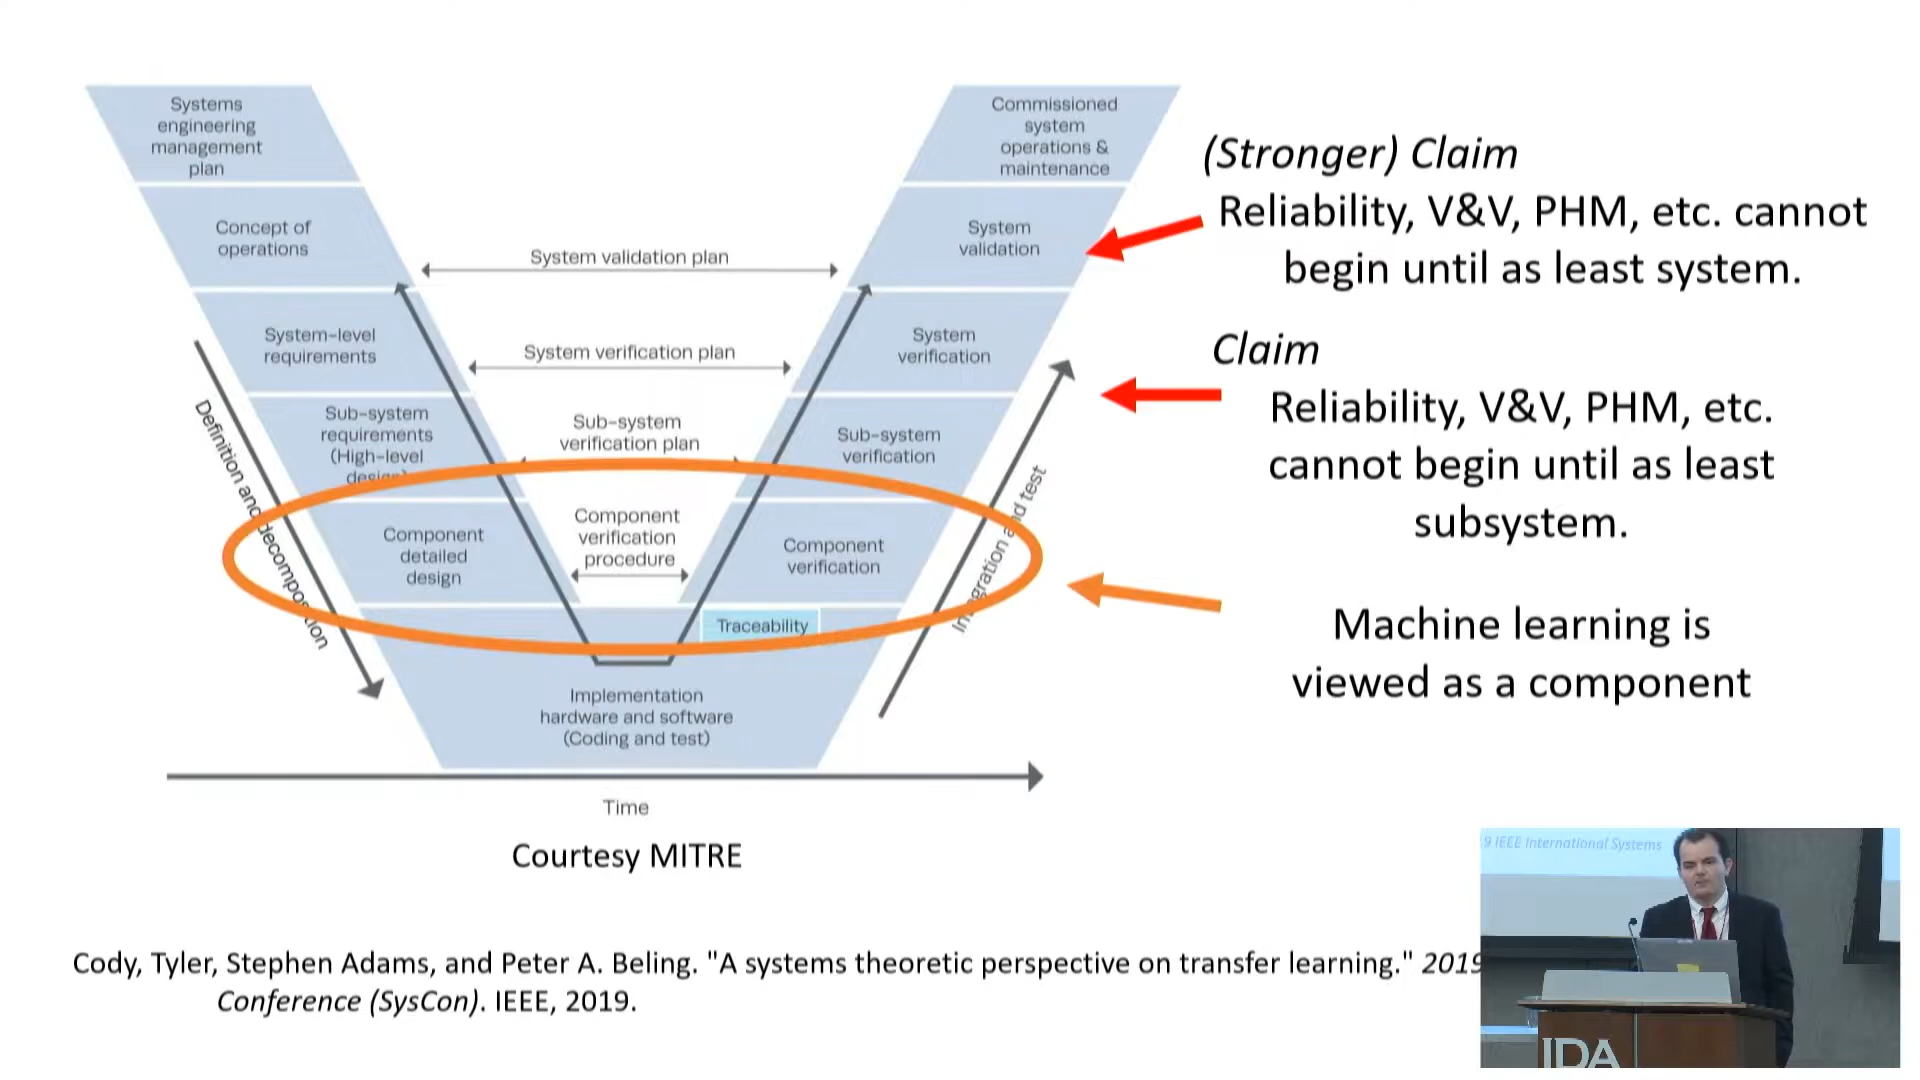 Systems
engineering
management
plan
Concept of
operations
System-level
requirements
Sub-system
requirements
(High-level
design)
Component
detailed
design
Definition and decomposition
System validation plan
System verification plan
Sub-system
verification plan
Component
verification
procedure
Traceability
Implementation
hardware and software
(Coding and test)
Commissioned
system
operations &
maintenance
System
validation
System
verification
Sub-system
verification
Component
verification
Integration and test
Time
Courtesy MITRE
(Stronger) Claim
Reliability, V&V, PHM, etc. cannot
begin until as least system.
Claim
Reliability, V&V, PHM, etc.
cannot begin until as least
subsystem.
Machine learning is
viewed as a component
Cody, Tyler, Stephen Adams, and Peter A. Beling. "A systems theoretic perspective on transfer learning." 2019
Conference (SysCon). IEEE, 2019.
9 IEEE International Systems
IDA